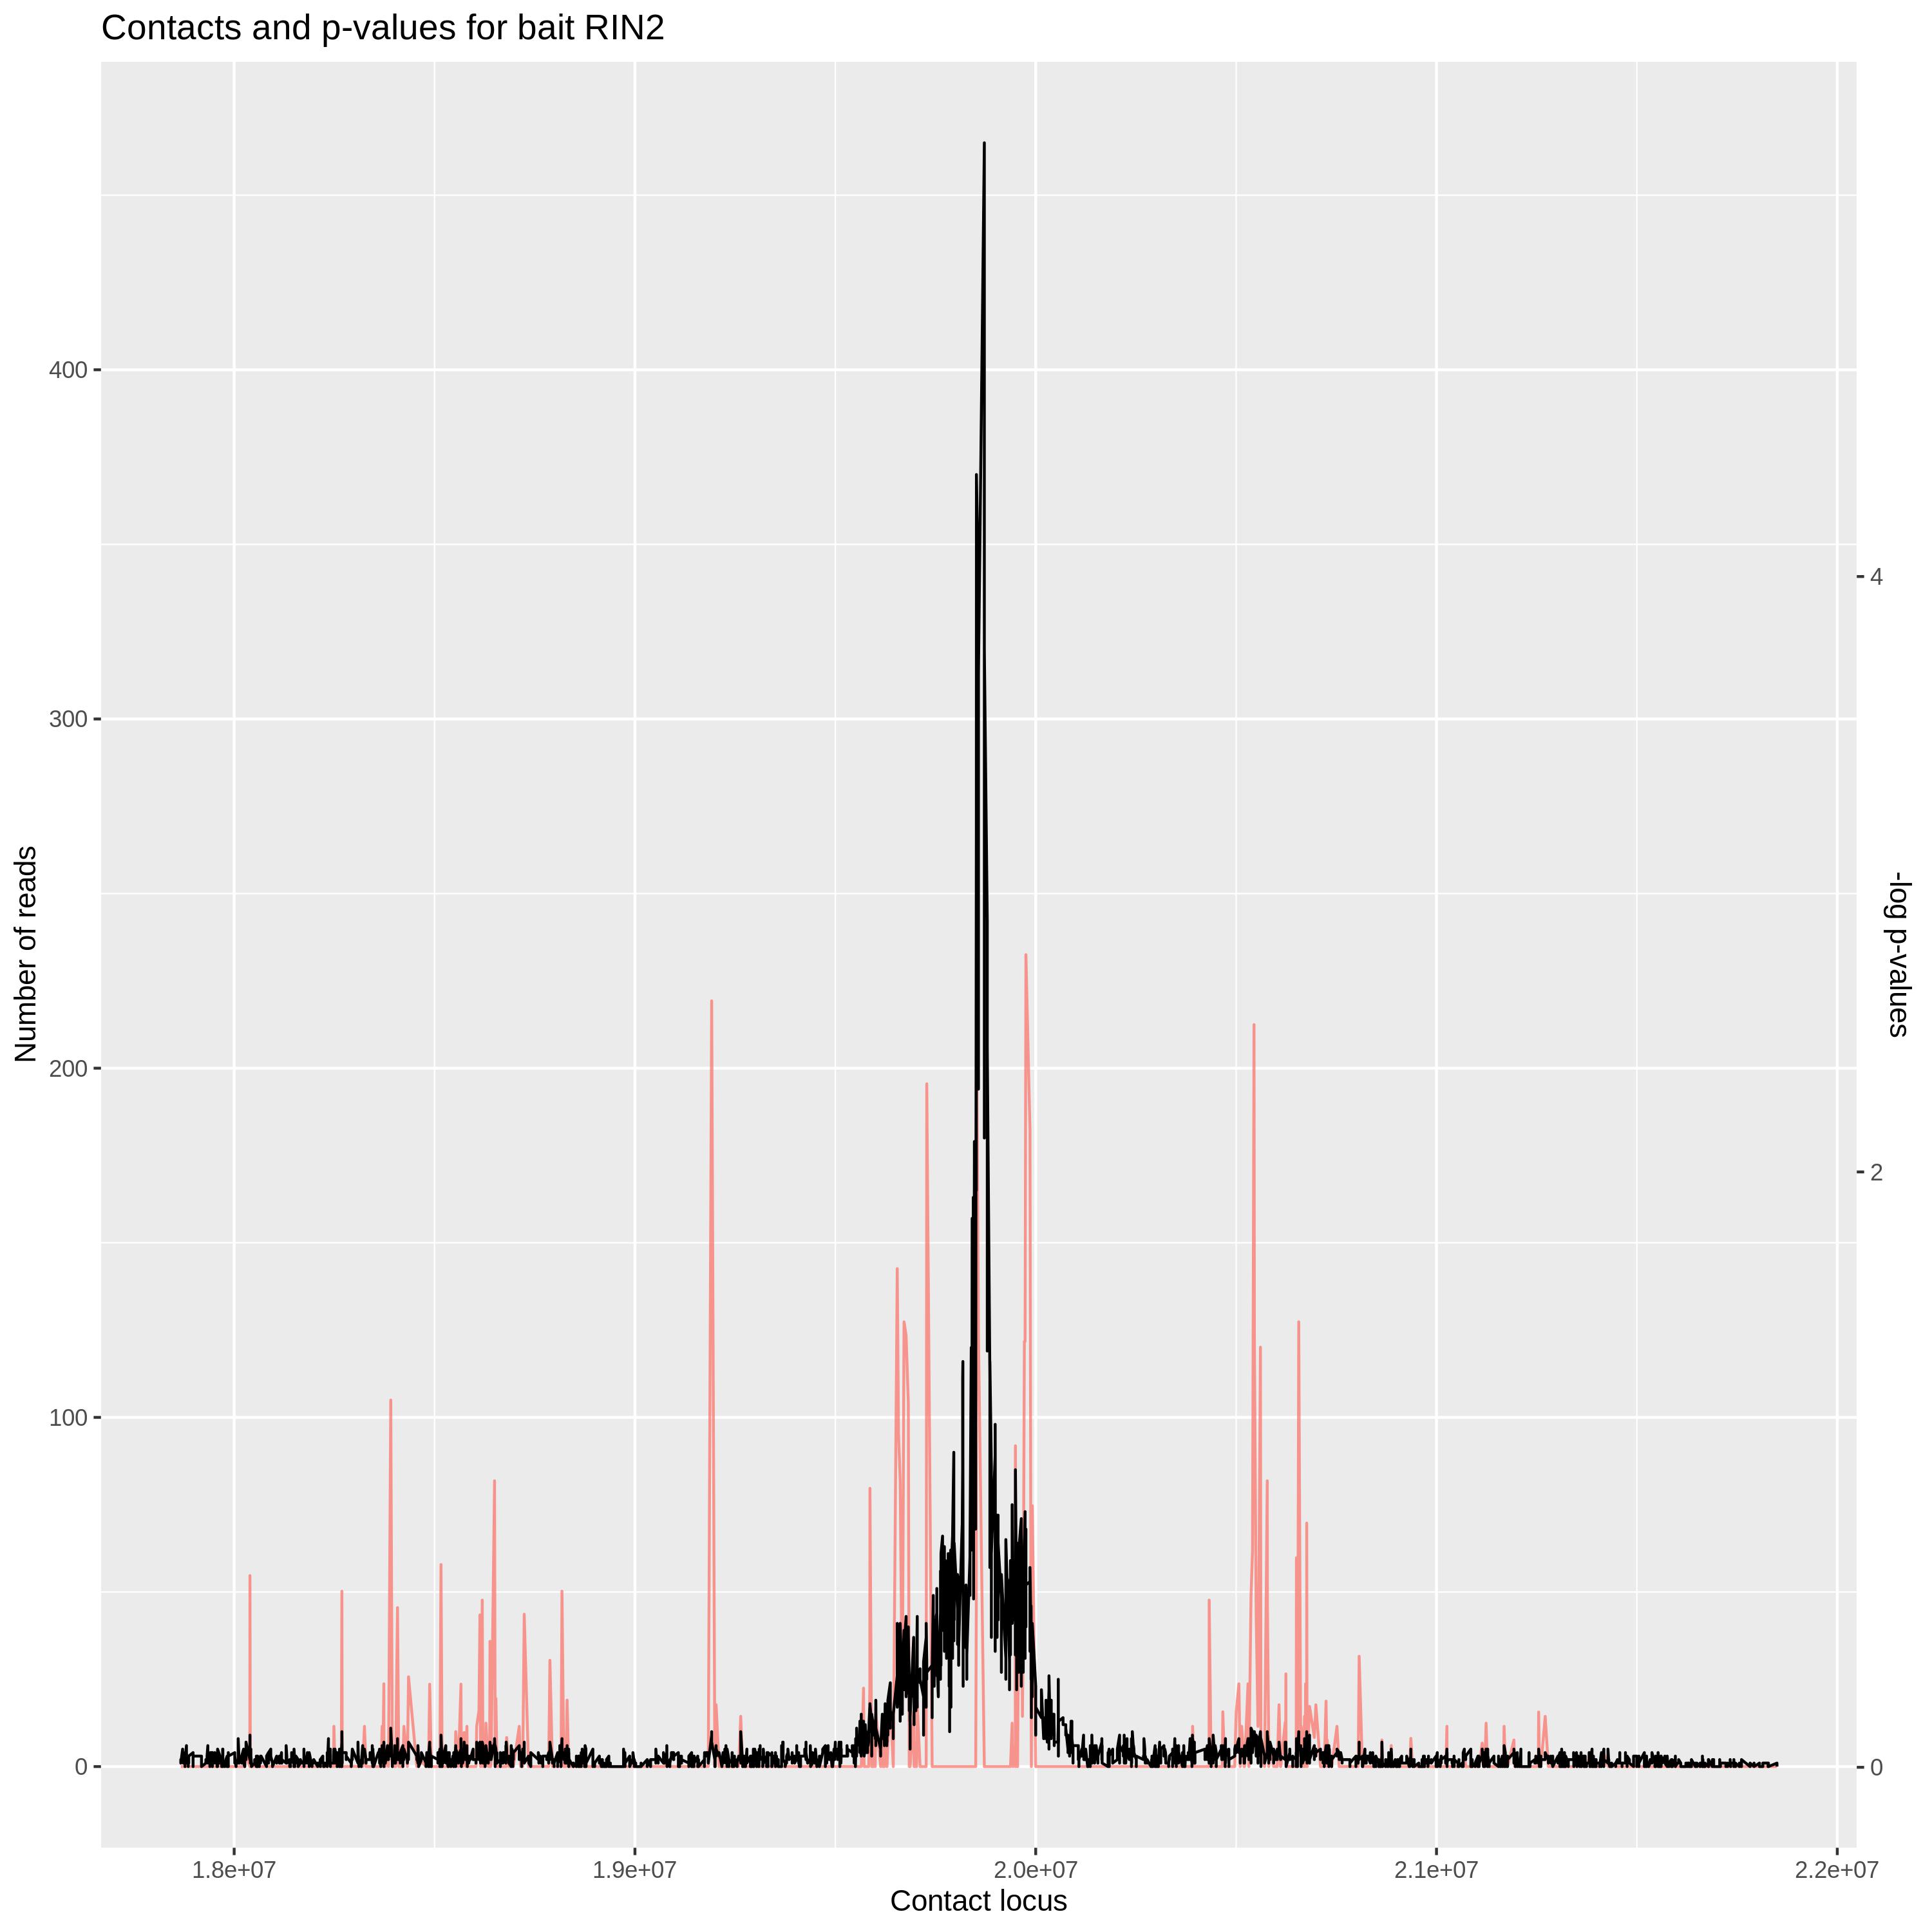 Contacts and p-values for bait RIN2
400
300
200
100
0
Number of reads
4
2
0
-log p-values
1.8e+07
1.9e+07
2.0e+07
2.1e+07
2.2e+07
Contact locus